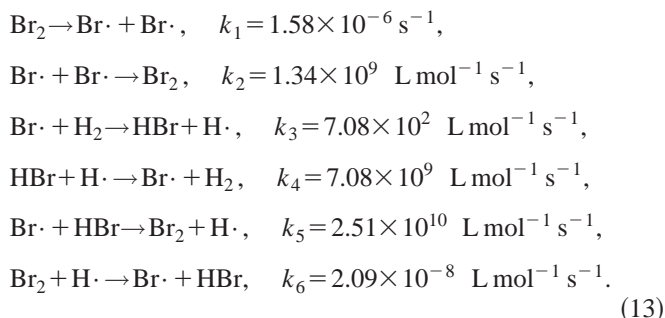 Br₂→Br· + Br·, k₁=1.58×10⁻⁶ s⁻¹,
Br· + Br·→Br₂, k₂=1.34×10⁹ L mol⁻¹ s⁻¹,
Br· + H₂→HBr+H·, k₃=7.08×10² L mol⁻¹ s⁻¹,
HBr+H·→Br· + H₂, k₄=7.08×10⁹ L mol⁻¹ s⁻¹,
Br· + HBr→Br₂+H·, k₅=2.51×10¹⁰ L mol⁻¹ s⁻¹,
Br₂+H·→Br· + HBr, k₆=2.09×10⁻⁸ L mol⁻¹ s⁻¹.
(13)